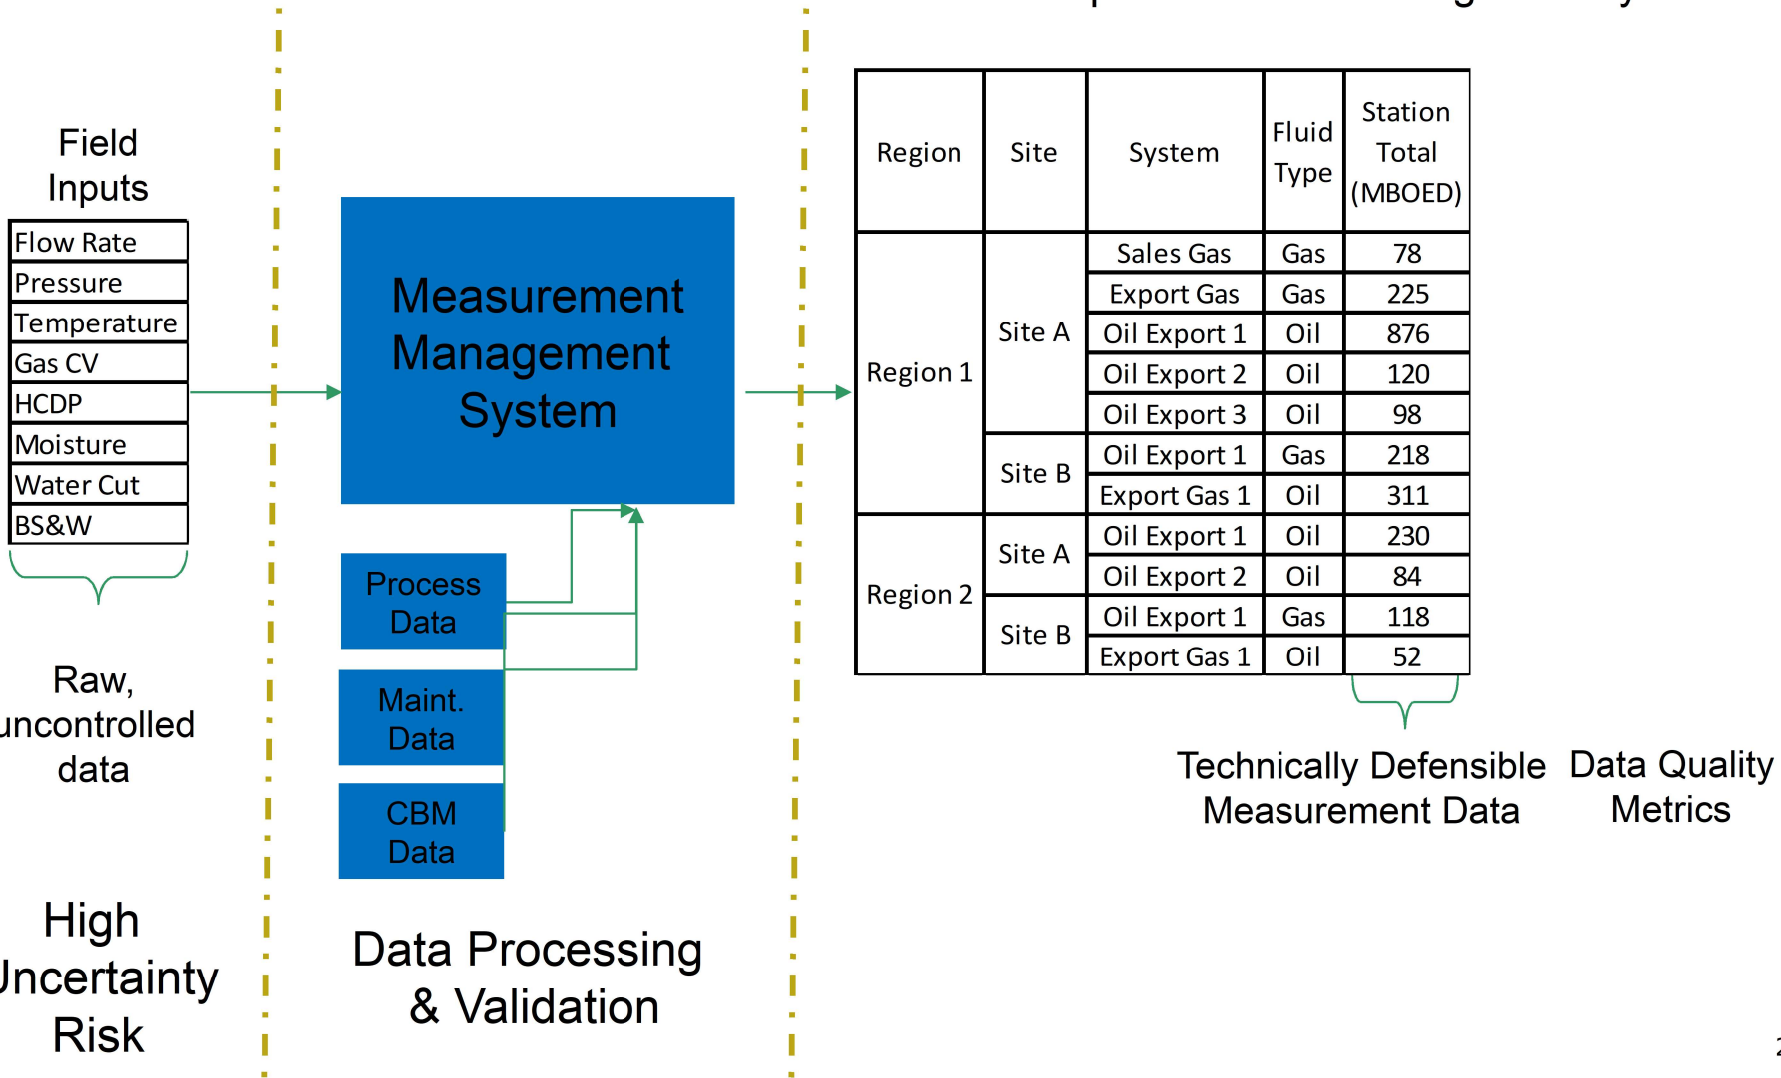 Field
Inputs
Flow Rate
Pressure
Temperature
Gas CV
HCDP
Moisture
Water Cut
BS&W
Raw,
uncontrolled
data
High
Uncertainty
Risk
Measurement
Management
System
Process
Data
Maint.
Data
CBM
Data
Data Processing
& Validation
Region Site System Fluid Type Station Total (MBOED)
Region 1 Site A Sales Gas Gas 78
Export Gas Gas 225
Oil Export 1 Oil 876
Oil Export 2 Oil 120
Oil Export 3 Oil 98
Site B Oil Export 1 Gas 218
Export Gas 1 Oil 311
Region 2 Site A Oil Export 1 Oil 230
Oil Export 2 Oil 84
Site B Oil Export 1 Gas 118
Export Gas 1 Oil 52
Technically Defensible
Measurement Data
Data Quality
Metrics